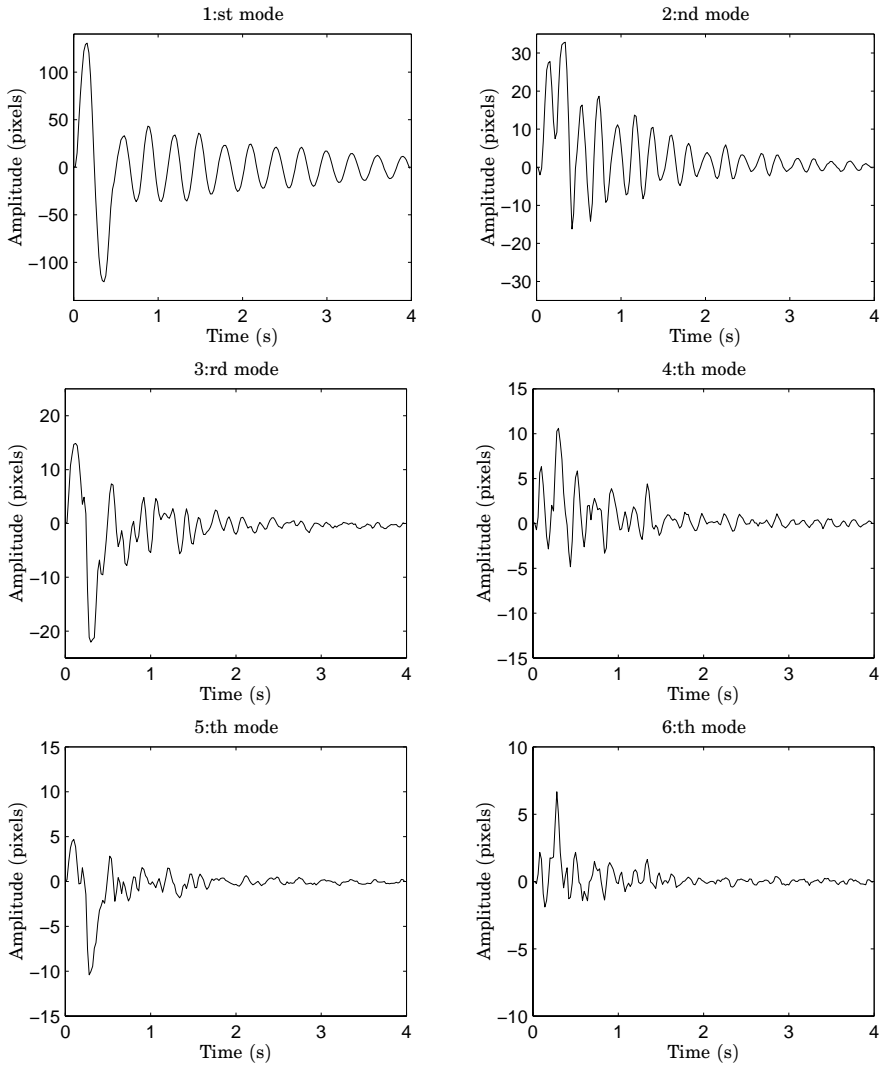 1:st mode
Amplitude (pixels)
100
50
0
−50
−100
0 1 2 3 4
Time (s)
2:nd mode
Amplitude (pixels)
30
20
10
0
−10
−20
−30
0 1 2 3 4
Time (s)
3:rd mode
Amplitude (pixels)
20
10
0
−10
−20
0 1 2 3 4
Time (s)
4:th mode
Amplitude (pixels)
15
10
5
0
−5
−10
−15
0 1 2 3 4
Time (s)
5:th mode
Amplitude (pixels)
15
10
5
0
−5
−10
−15
0 1 2 3 4
Time (s)
6:th mode
Amplitude (pixels)
10
5
0
−5
−10
0 1 2 3 4
Time (s)